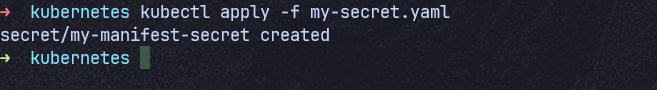 ➜  kubernetes kubectl apply -f my-secret.yaml
secret/my-manifest-secret created
➜  kubernetes